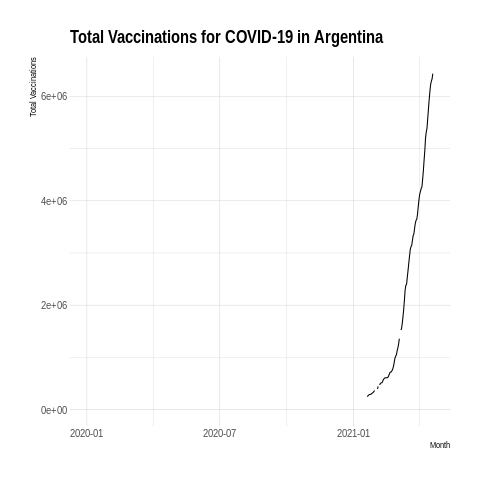 Total Vaccinations for COVID-19 in Argentina
Total Vaccinations
6e+06
4e+06
2e+06
0e+00
2020-01 2020-07 2021-01
Month